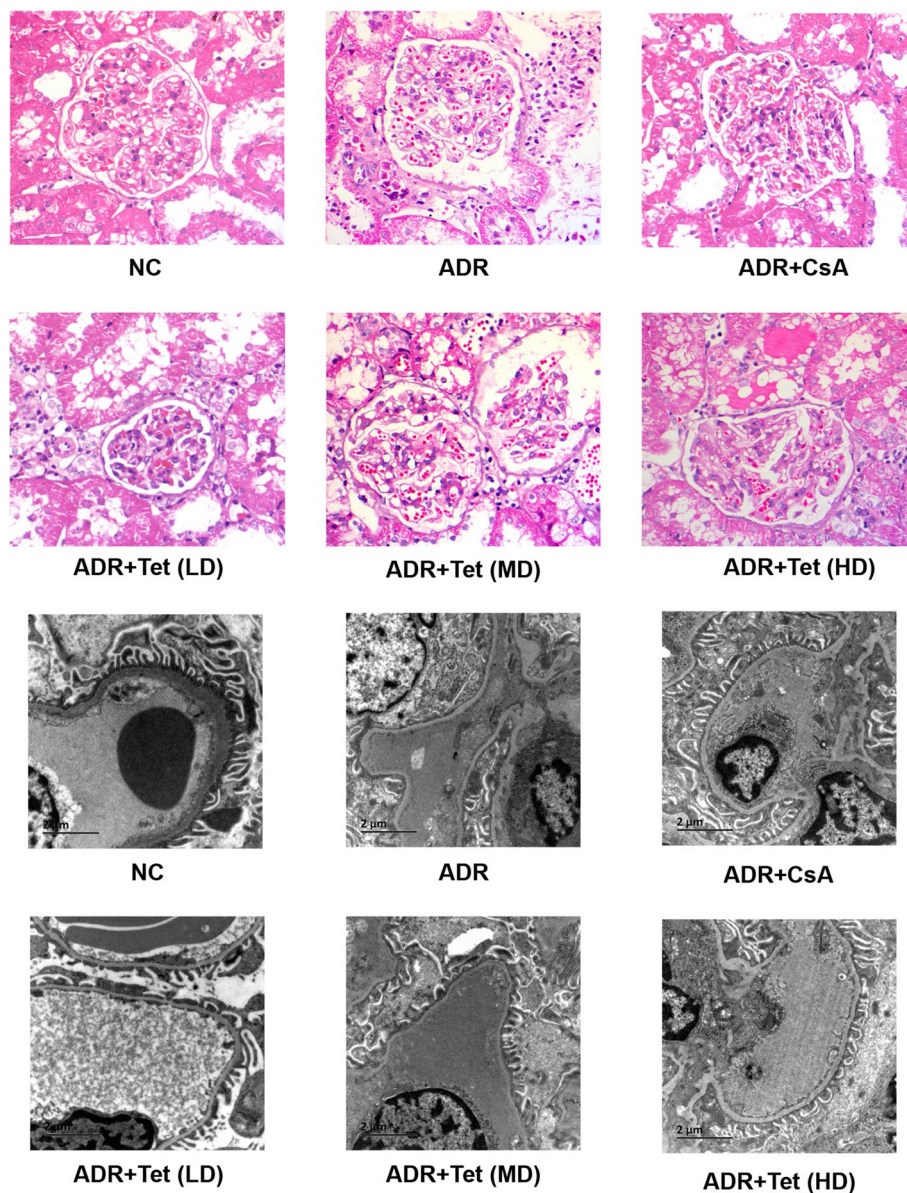 NC
ADR
ADR+CsA
ADR+Tet (LD)
ADR+Tet (MD)
ADR+Tet (HD)
2 μm
2 μm
2 μm
NC
ADR
ADR+CsA
2 μm
2 μm
2 μm
ADR+Tet (LD)
ADR+Tet (MD)
ADR+Tet (HD)